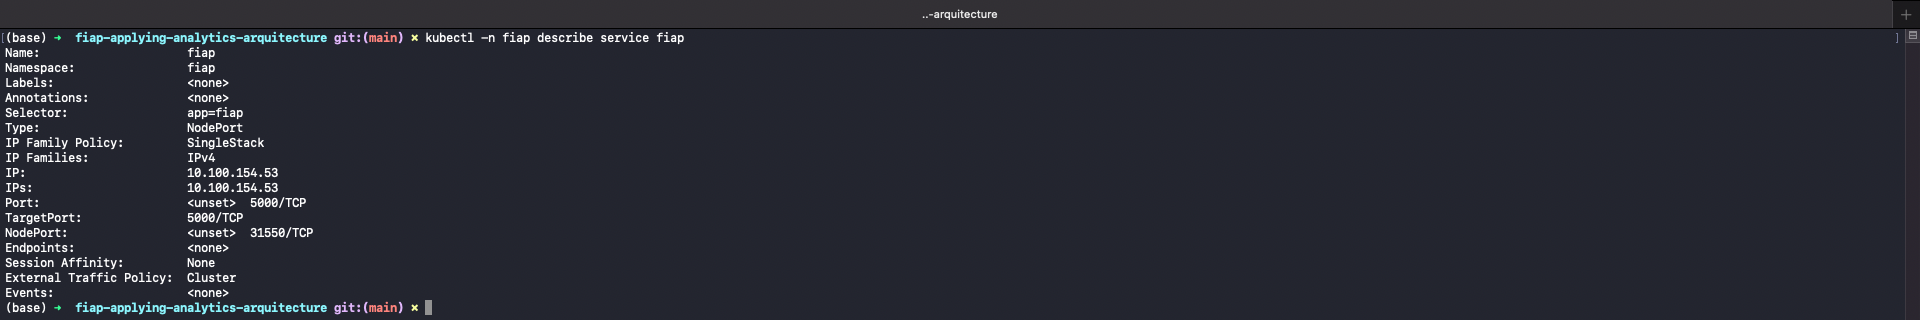 ..-arquitecture
[(base) ➜  fiap-applying-analytics-arquitecture git:(main) ✖ kubectl -n fiap describe service fiap ]
Name:                     fiap
Namespace:                fiap
Labels:                   <none>
Annotations:              <none>
Selector:                 app=fiap
Type:                     NodePort
IP Family Policy:         SingleStack
IP Families:              IPv4
IP:                       10.100.154.53
IPs:                      10.100.154.53
Port:                     <unset>  5000/TCP
TargetPort:               5000/TCP
NodePort:                 <unset>  31550/TCP
Endpoints:                <none>
Session Affinity:         None
External Traffic Policy:  Cluster
Events:                   <none>
(base) ➜  fiap-applying-analytics-arquitecture git:(main) ✖